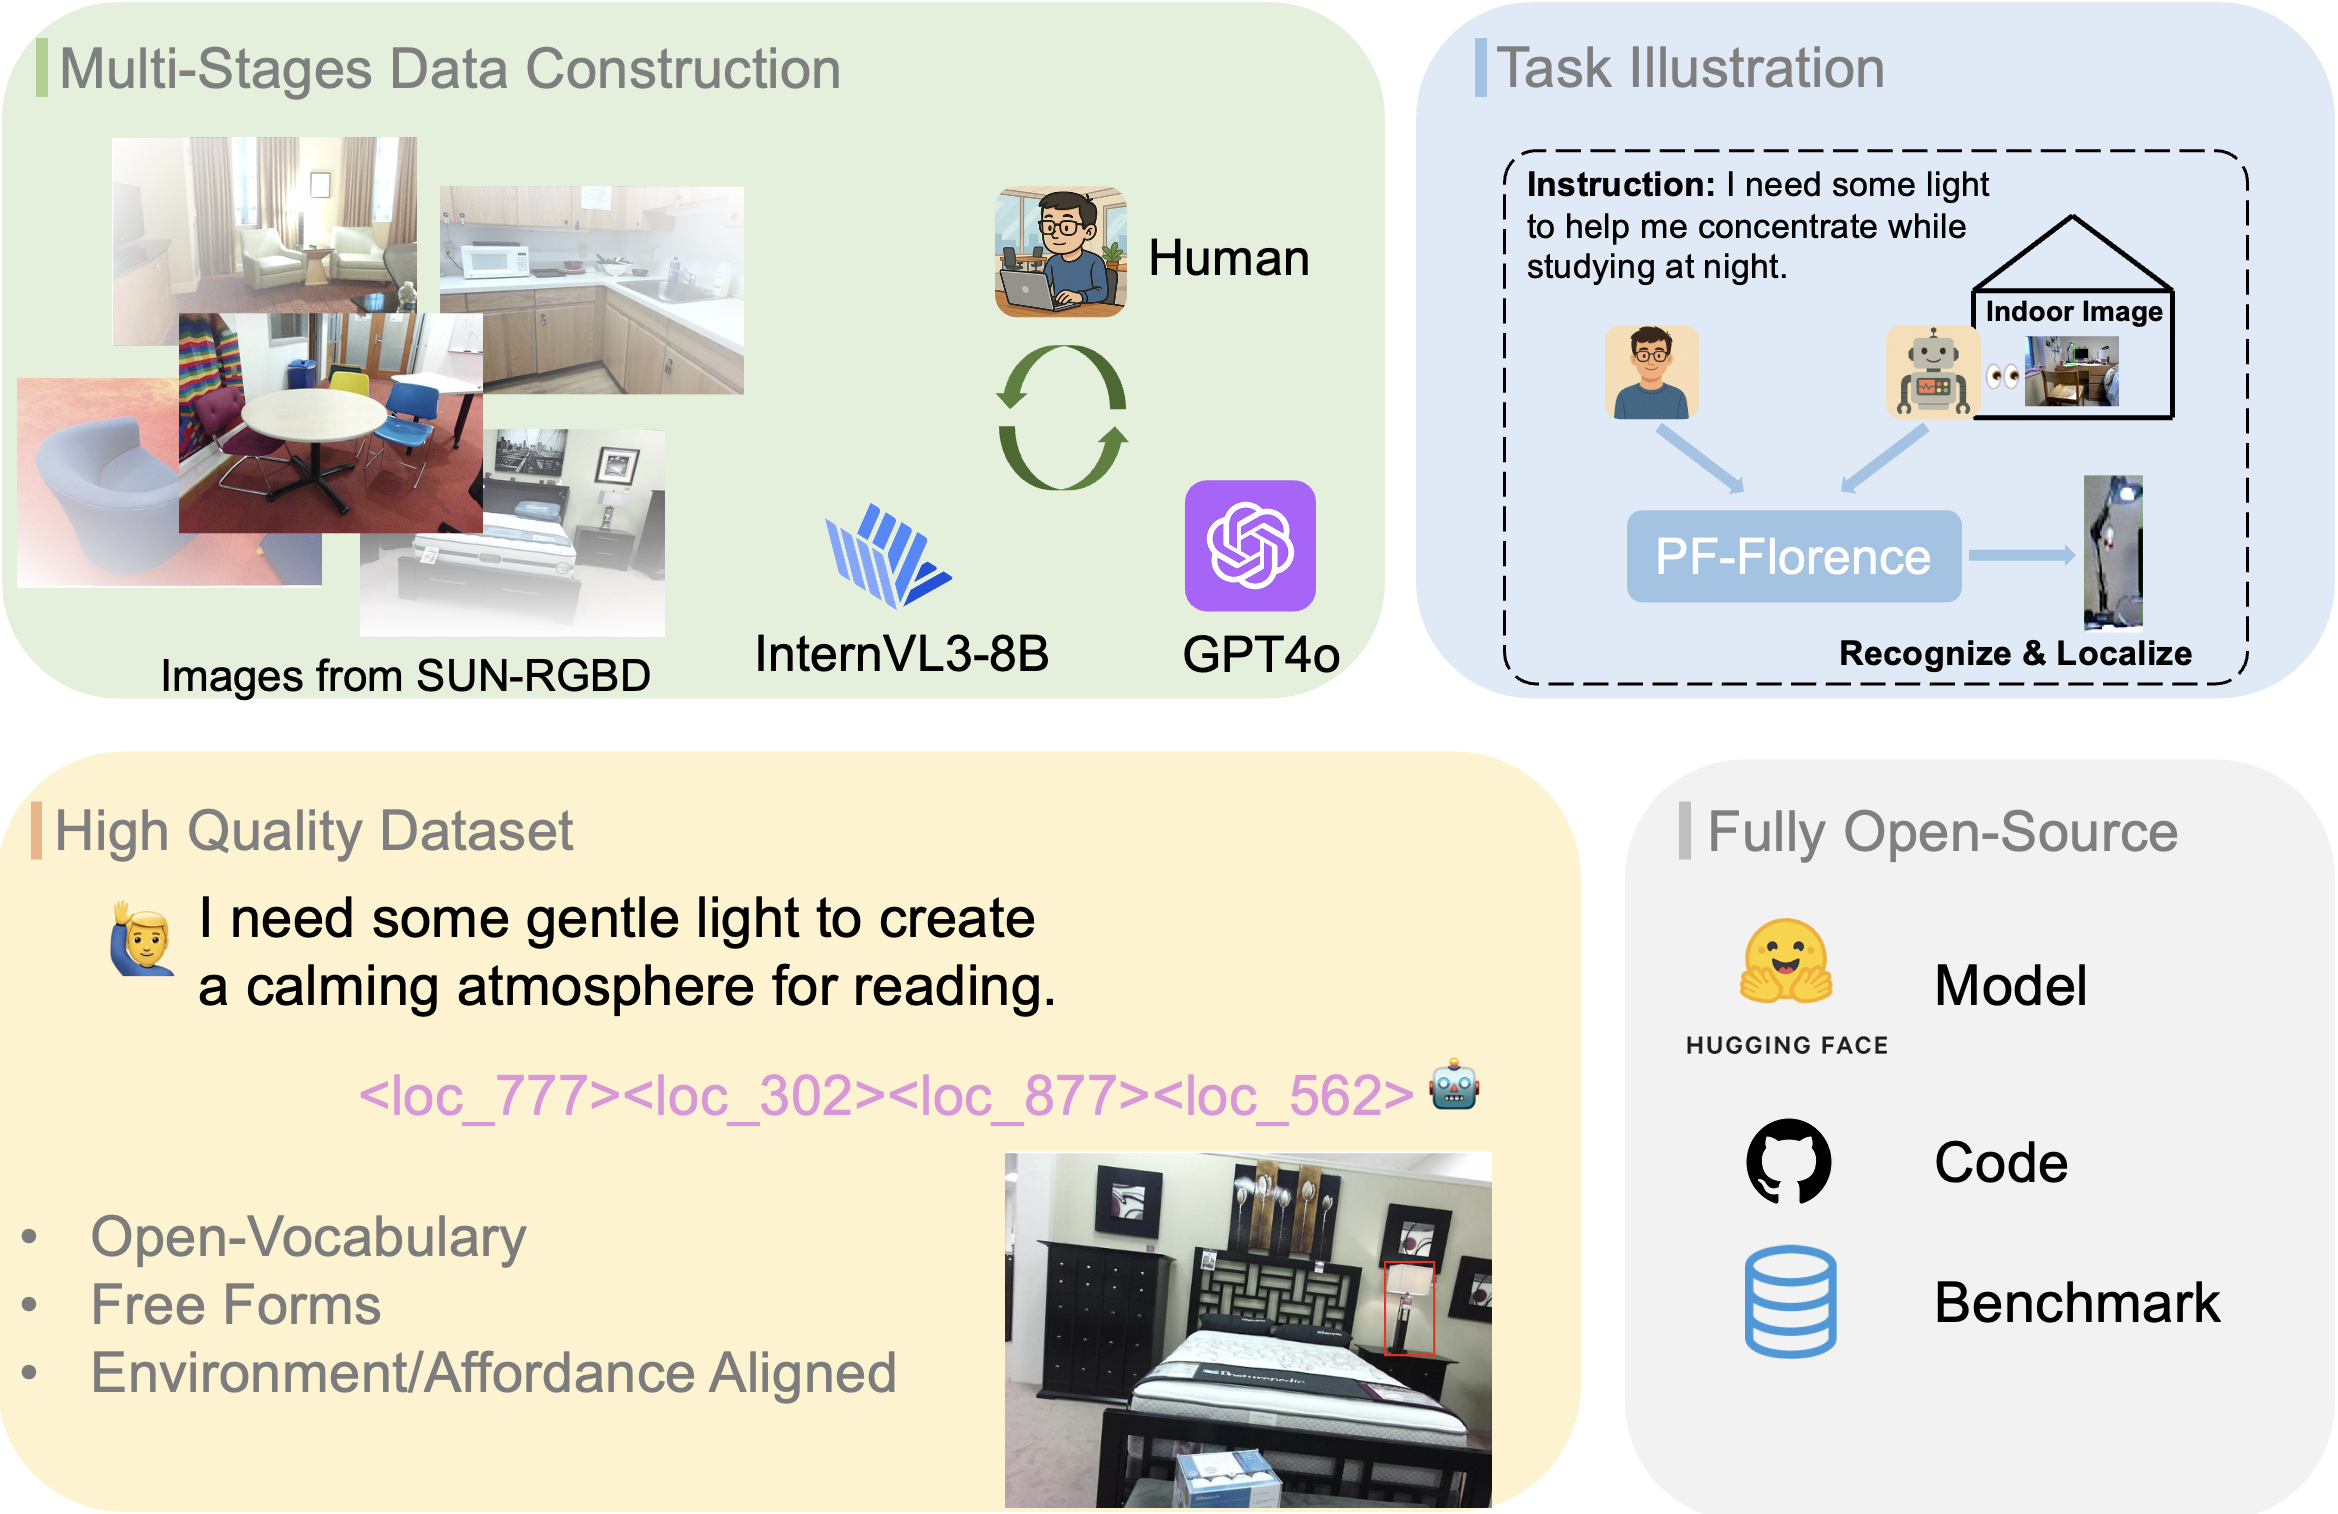 Multi-Stages Data Construction
Human
InternVL3-8B
GPT4o
Images from SUN-RGBD
Task Illustration
Instruction: I need some light
to help me concentrate while
studying at night.
Indoor Image
PF-Florence
Recognize & Localize
High Quality Dataset
I need some gentle light to create
a calming atmosphere for reading.
<loc_777><loc_302><loc_877><loc_562>
• Open-Vocabulary
• Free Forms
• Environment/Affordance Aligned
Fully Open-Source
HUGGING FACE
Model
Code
Benchmark